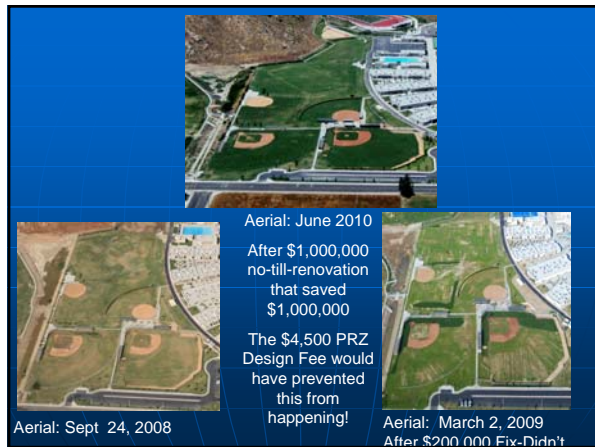 Aerial: June 2010
After $1,000,000
no-till-renovation
that saved
$1,000,000
The $4,500 PRZ
Design Fee would
have prevented
this from
happening!
Aerial: Sept 24, 2008
Aerial: March 2, 2009
After $200,000 Fix-Didn't